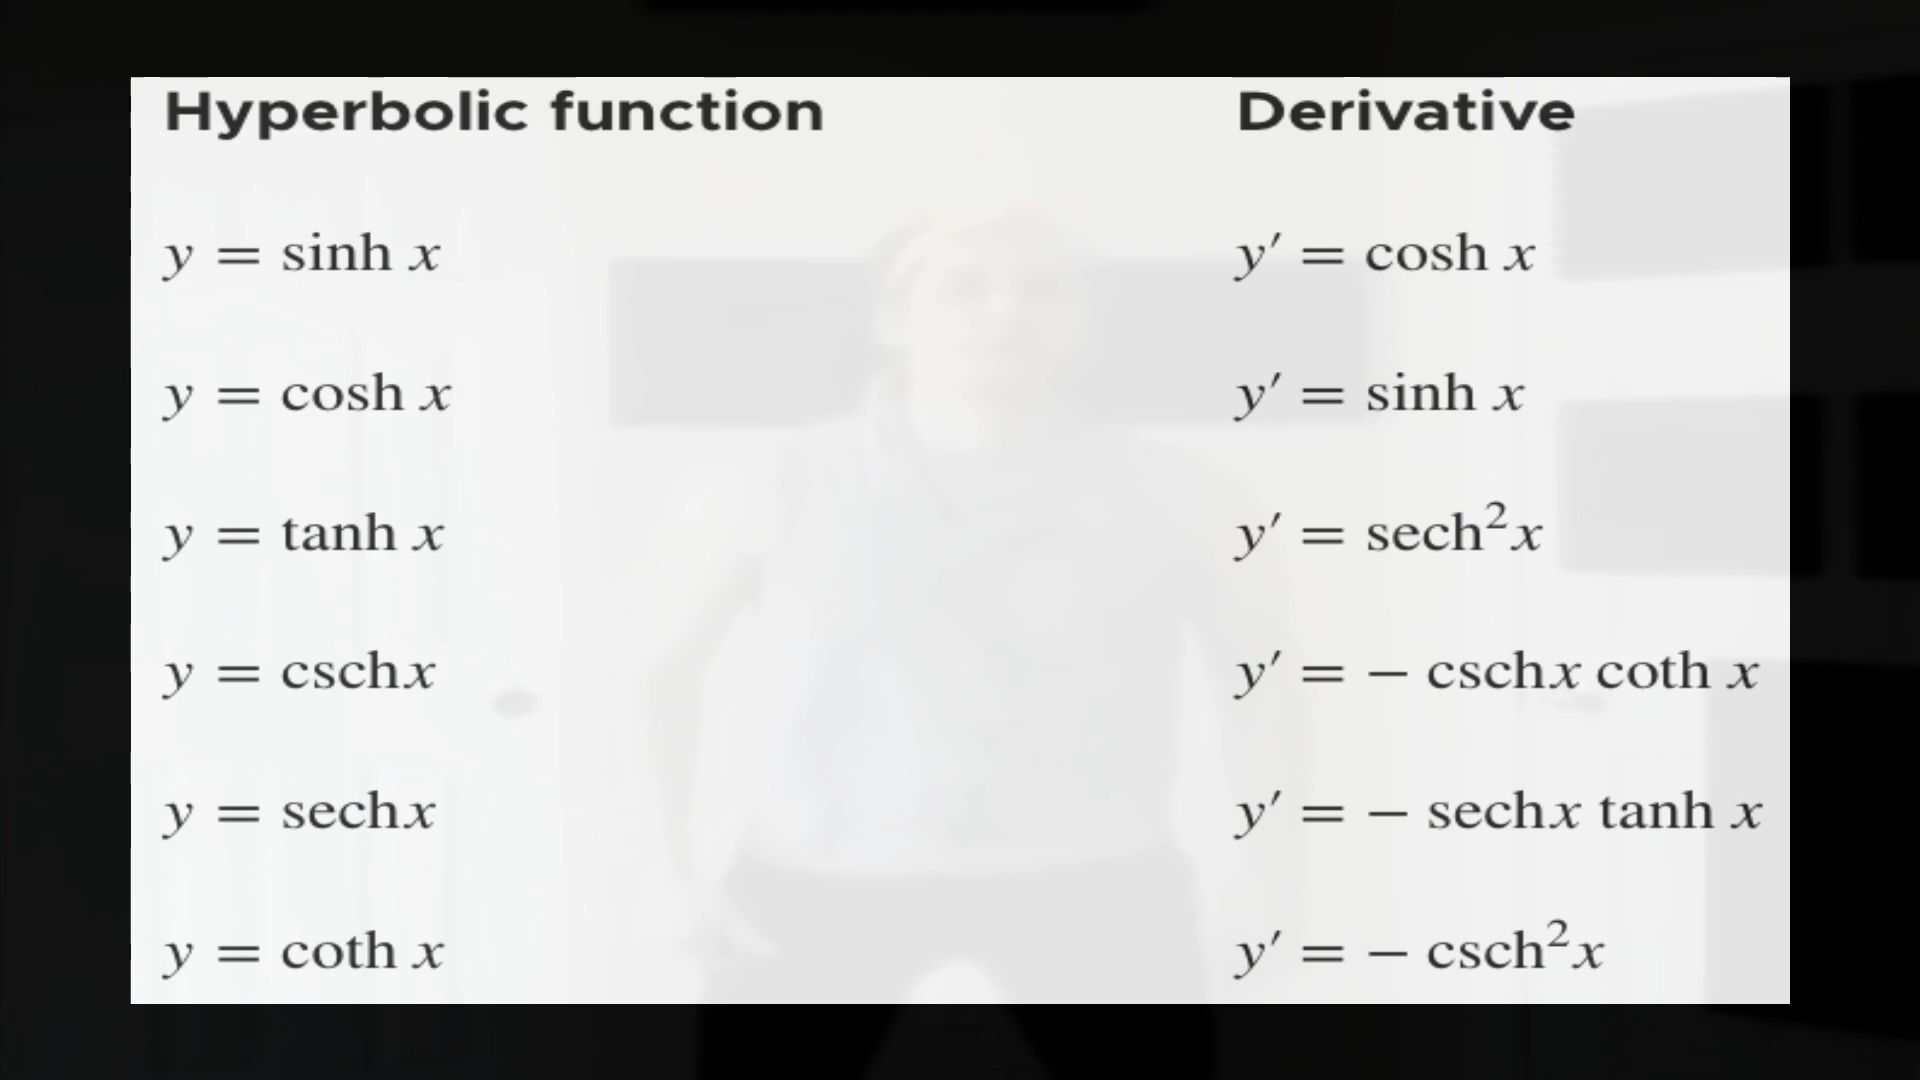 Hyperbolic function Derivative
y = sinh x y′ = cosh x
y = cosh x y′ = sinh x
y = tanh x y′ = sech²x
y = cschx y′ = − cschx coth x
y = sechx y′ = − sechx tanh x
y = coth x y′ = − csch²x